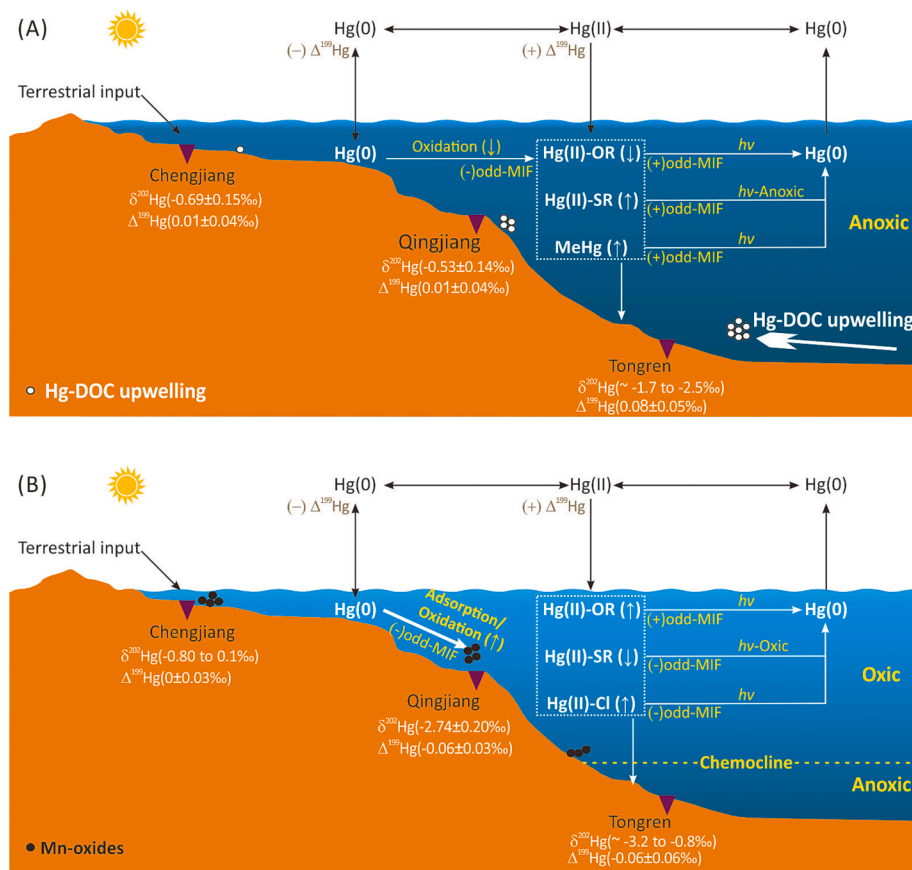 (A)
Hg(0)
Hg(II)
Hg(0)
(−) Δ¹⁹⁹Hg
(+) Δ¹⁹⁹Hg
Terrestrial input
Hg(0)
Oxidation (↓)
(-)odd-MIF
Hg(II)-OR (↓)
hv
(+)odd-MIF
Hg(0)
Chengjiang
δ²⁰²Hg(-0.69±0.15‰)
Δ¹⁹⁹Hg(0.01±0.04‰)
Hg(II)-SR (↑)
hv-Anoxic
(+)odd-MIF
Anoxic
Qingjiang
δ²⁰²Hg(-0.53±0.14‰)
Δ¹⁹⁹Hg(0.01±0.04‰)
MeHg (↑)
hv
(+)odd-MIF
Hg-DOC upwelling
Tongren
δ²⁰²Hg(~ -1.7 to -2.5‰)
Δ¹⁹⁹Hg(0.08±0.05‰)
Hg-DOC upwelling
(B)
Hg(0)
Hg(II)
Hg(0)
(−) Δ¹⁹⁹Hg
(+) Δ¹⁹⁹Hg
Terrestrial input
Hg(0)
Adsorption/
Oxidation (↑)
(-)odd-MIF
Hg(II)-OR (↑)
hv
(+)odd-MIF
Hg(0)
Chengjiang
δ²⁰²Hg(-0.80 to 0.1‰)
Δ¹⁹⁹Hg(0±0.03‰)
Hg(II)-SR (↓)
hv-Oxic
(-)odd-MIF
Oxic
Qingjiang
δ²⁰²Hg(-2.74±0.20‰)
Δ¹⁹⁹Hg(-0.06±0.03‰)
Hg(II)-Cl (↑)
hv
(-)odd-MIF
Chemocline
Anoxic
Tongren
δ²⁰²Hg(~ -3.2 to -0.8‰)
Δ¹⁹⁹Hg(-0.06±0.06‰)
Mn-oxides